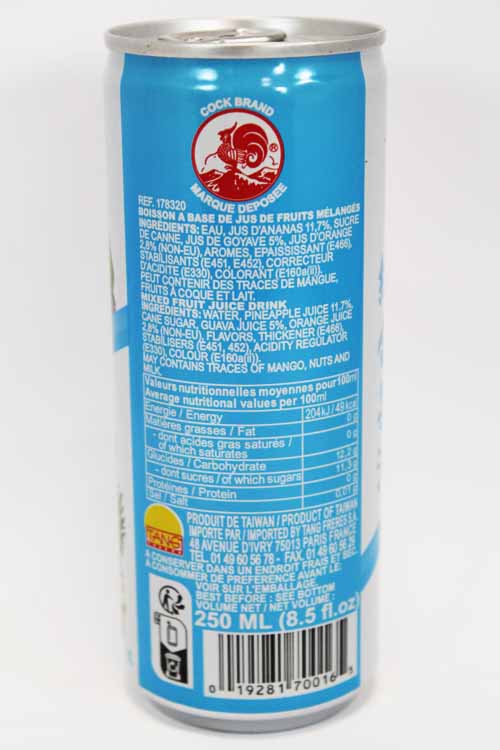 COCK BRAND
®
MARQUE DEPOSEE
REF. 178320
BOISSON A BASE DE JUS DE FRUITS MÉLANGÉS
INGRÉDIENTS: EAU, JUS D'ANANAS 11,7%, SUCRE
DE CANNE, JUS DE GOYAVE 5%, JUS D'ORANGE
2,8% (NON-EU), AROMES, EPAISSISSANT (E466),
STABILISANTS (E451, E452), CORRECTEUR
D'ACIDITE (E330), COLORANT (E160a(ii)).
PEUT CONTENIR DES TRACES DE MANGUE,
FRUITS À COQUE ET LAIT.
MIXED FRUIT JUICE DRINK
INGREDIENTS: WATER, PINEAPPLE JUICE 11.7%,
CANE SUGAR, GUAVA JUICE 5%, ORANGE JUICE
2,8% (NON-EU), FLAVORS, THICKENER (E466),
STABILISERS (E451, 452), ACIDITY REGULATOR
(E330), COLOUR (E160a(ii)).
MAY CONTAINS TRACES OF MANGO, NUTS AND
MILK.
Valeurs nutritionnelles moyennes pour100ml
Average nutritional values per 100ml
Energie / Energy 204kJ / 49kcal
Matières grasses / Fat 0 g
- dont acides gras saturés /
of which saturates 0 g
Glucides / Carbohydrate 12,2 g
- dont sucres / of which sugars 11,3 g
Protéines / Protein 0 g
Sel / Salt 0,01 g
TANG
PRODUIT DE TAIWAN / PRODUCT OF TAIWAN
IMPORTE PAR / IMPORTED BY TANG FRERES S.A.
48 AVENUE D'IVRY 75013 PARIS FRANCE
TEL. 01 49 60 56 78 - FAX. 01 49 60 56
A CONSERVER DANS UN ENDROIT FRAIS ET SEC.
A CONSOMMER DE PREFERENCE AVANT LE:
VOIR SUR L'EMBALLAGE.
BEST BEFORE : SEE BOTTOM
VOLUME NET / NET VOLUME :
250 ML (8.5 fl.oz)
0 19281 70016 3